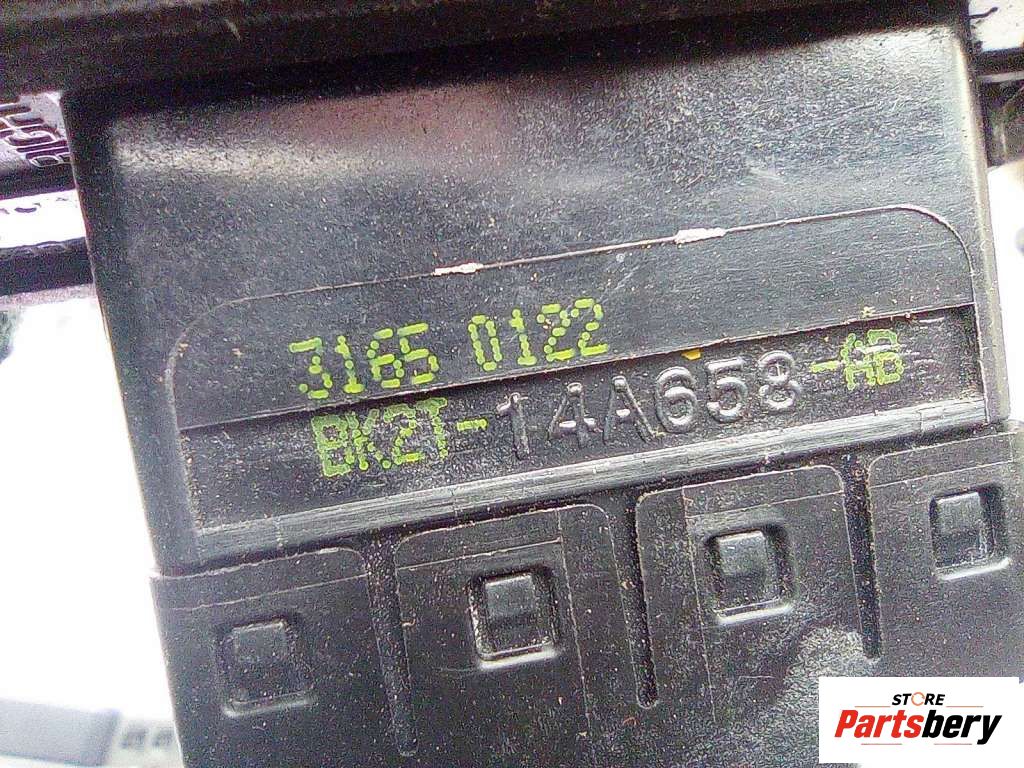 3165 0122
BK2T-14A658-AB
STORE
Partsbery